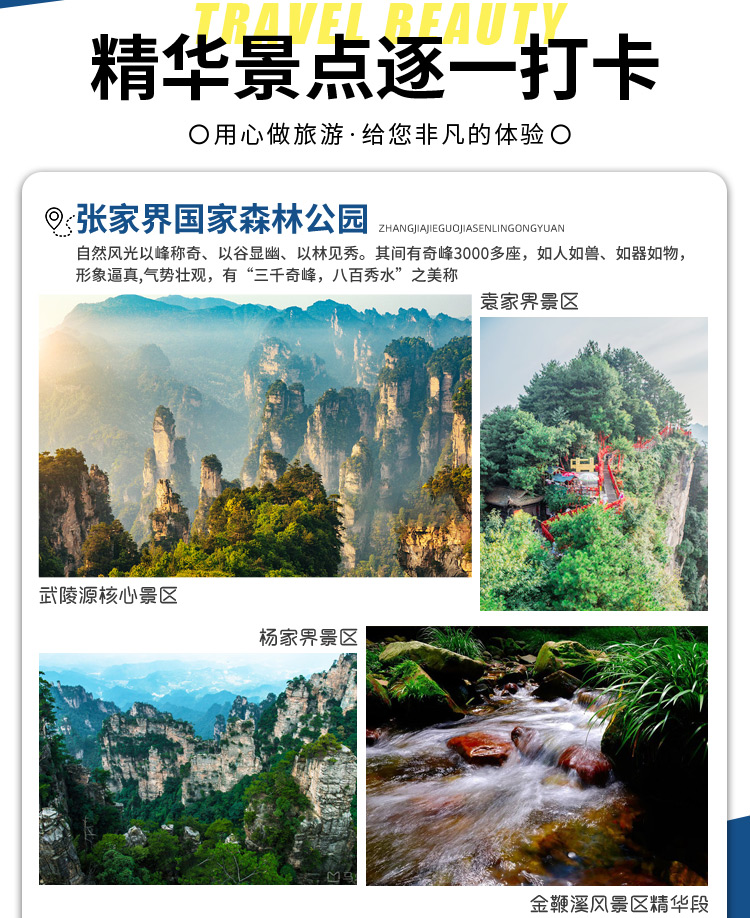 TRAVEL BEAUTY
精华景点逐一打卡
用心做旅游·给您非凡的体验
张家界国家森林公园 ZHANGJIAJIEGUOJIASENLINGONGYUAN
自然风光以峰称奇、以谷显幽、以林见秀。其间有奇峰3000多座，如人如兽、如器如物，
形象逼真,气势壮观，有“三千奇峰，八百秀水”之美称
袁家界景区
武陵源核心景区
杨家界景区
金鞭溪风景区精华段